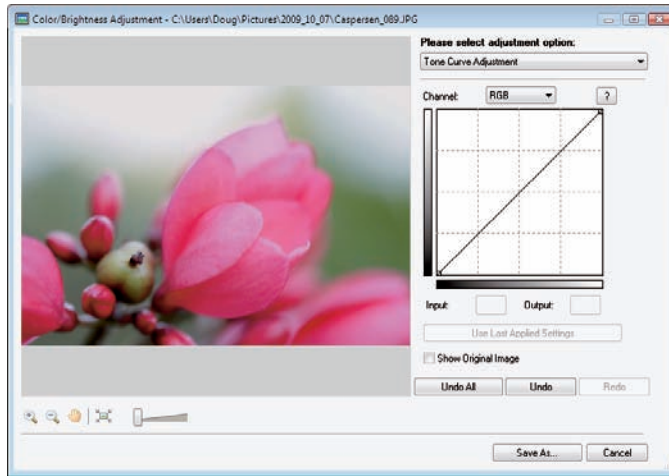 Color/Brightness Adjustment - C:\Users\Doug\Pictures\2009_10_07\Caspersen_089.JPG
Please select adjustment option:
Tone Curve Adjustment
Channel: RGB ?
Input: Output:
Use Last Applied Settings
Show Original Image
Undo All Undo Redo
Save As... Cancel